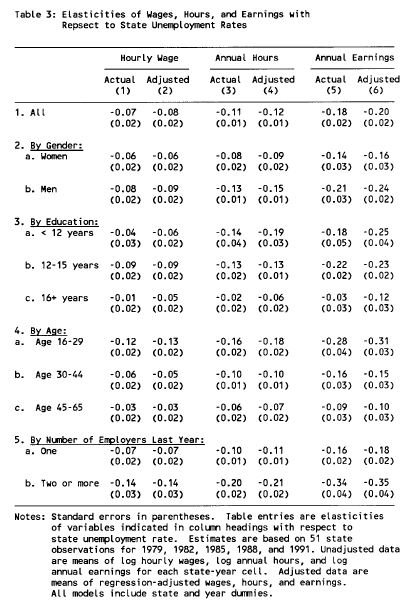 Table 3: Elasticities of Wages, Hours, and Earnings with
Repsect to State Unemployment Rates
Hourly Wage Annual Hours Annual Earnings
Actual Adjusted Actual Adjusted Actual Adjusted
(1) (2) (3) (4) (5) (6)
1. All -0.07 -0.08 -0.11 -0.12 -0.18 -0.20
(0.02) (0.02) (0.01) (0.01) (0.02) (0.02)
2. By Gender:
a. Women -0.06 -0.06 -0.08 -0.09 -0.14 -0.16
(0.02) (0.02) (0.02) (0.02) (0.03) (0.03)
b. Men -0.08 -0.09 -0.13 -0.15 -0.21 -0.24
(0.02) (0.02) (0.01) (0.01) (0.03) (0.02)
3. By Education:
a. < 12 years -0.04 -0.06 -0.14 -0.19 -0.18 -0.25
(0.03) (0.02) (0.04) (0.03) (0.05) (0.04)
b. 12-15 years -0.09 -0.09 -0.13 -0.13 -0.22 -0.23
(0.02) (0.02) (0.02) (0.01) (0.02) (0.02)
c. 16+ years -0.01 -0.05 -0.02 -0.06 -0.03 -0.12
(0.02) (0.02) (0.02) (0.02) (0.03) (0.03)
4. By Age:
a. Age 16-29 -0.12 -0.13 -0.16 -0.18 -0.28 -0.31
(0.02) (0.02) (0.02) (0.02) (0.04) (0.03)
b. Age 30-44 -0.06 -0.05 -0.10 -0.10 -0.16 -0.15
(0.02) (0.02) (0.01) (0.01) (0.03) (0.03)
c. Age 45-65 -0.03 -0.03 -0.06 -0.07 -0.09 -0.10
(0.02) (0.02) (0.02) (0.02) (0.03) (0.03)
5. By Number of Employers Last Year:
a. One -0.07 -0.07 -0.10 -0.11 -0.16 -0.18
(0.02) (0.02) (0.01) (0.01) (0.02) (0.02)
b. Two or more -0.14 -0.14 -0.20 -0.21 -0.34 -0.35
(0.03) (0.03) (0.02) (0.02) (0.04) (0.04)
Notes: Standard errors in parentheses. Table entries are elasticities
of variables indicated in column headings with respect to
state unemployment rate. Estimates are based on 51 state
observations for 1979, 1982, 1985, 1988, and 1991. Unadjusted data
are means of log hourly wages, log annual hours, and log
annual earnings for each state-year cell. Adjusted data are
means of regression-adjusted wages, hours, and earnings.
All models include state and year dummies.